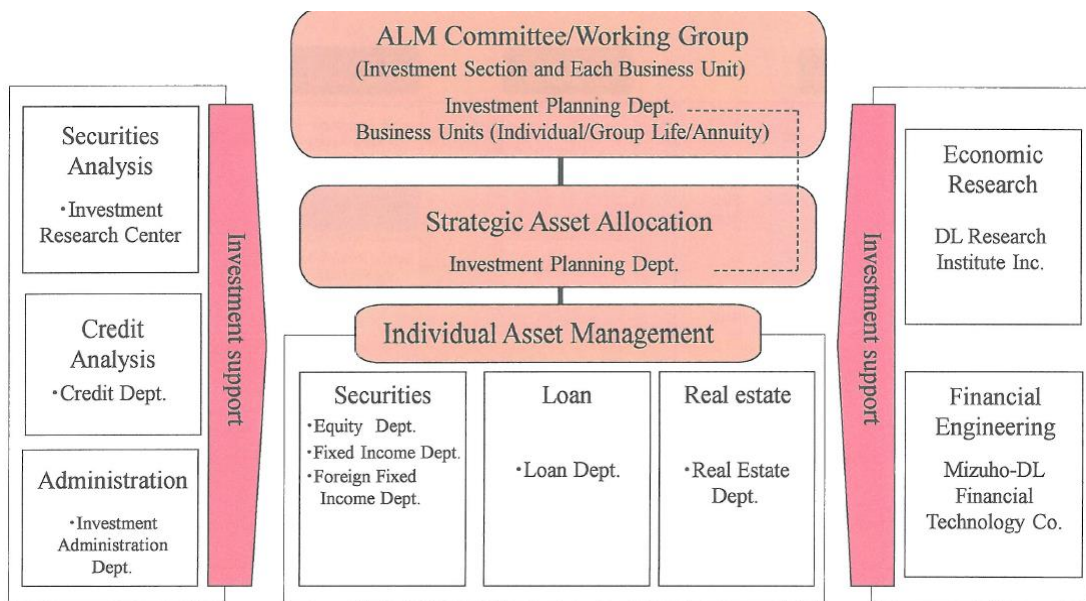 ALM Committee/Working Group
(Investment Section and Each Business Unit)
Investment Planning Dept.
Business Units (Individual/Group Life/Annuity)
Strategic Asset Allocation
Investment Planning Dept.
Individual Asset Management
Securities
・Equity Dept.
・Fixed Income Dept.
・Foreign Fixed
Income Dept.
Loan
・Loan Dept.
Real estate
・Real Estate
Dept.
Securities
Analysis
・Investment
Research Center
Credit
Analysis
・Credit Dept.
Administration
・Investment
Administration
Dept.
Investment support
Investment support
Economic
Research
DL Research
Institute Inc.
Financial
Engineering
Mizuho-DL
Financial
Technology Co.